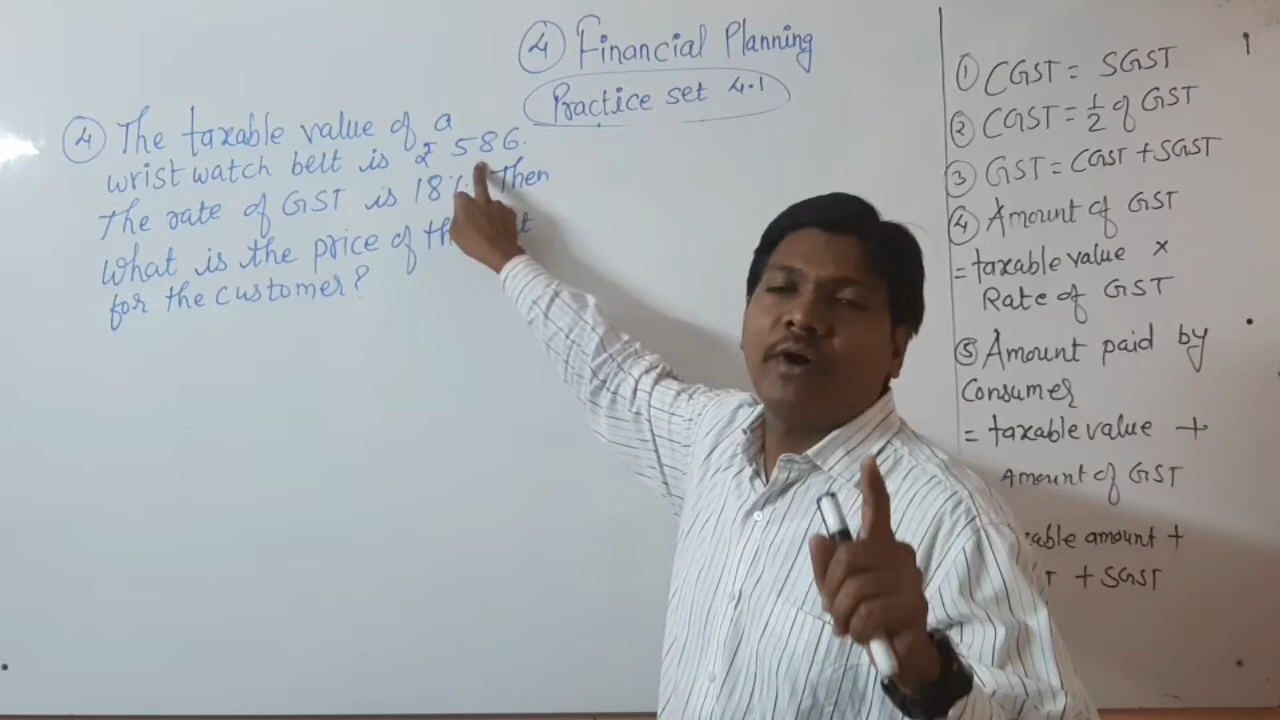 ④ Financial Planning
Practice set 4.1
④ The taxable value of a
wrist watch belt is ₹ 586.
The rate of GST is 18%. Then
what is the price of the
for the customer?
① CGST = SGST
② CGST = 1/2 of GST
③ GST = CGST + SGST
④ Amount of GST
= taxable value ×
Rate of GST
⑤ Amount paid by
Consumer
= taxable value +
Amount of GST
amount +
+ SGST